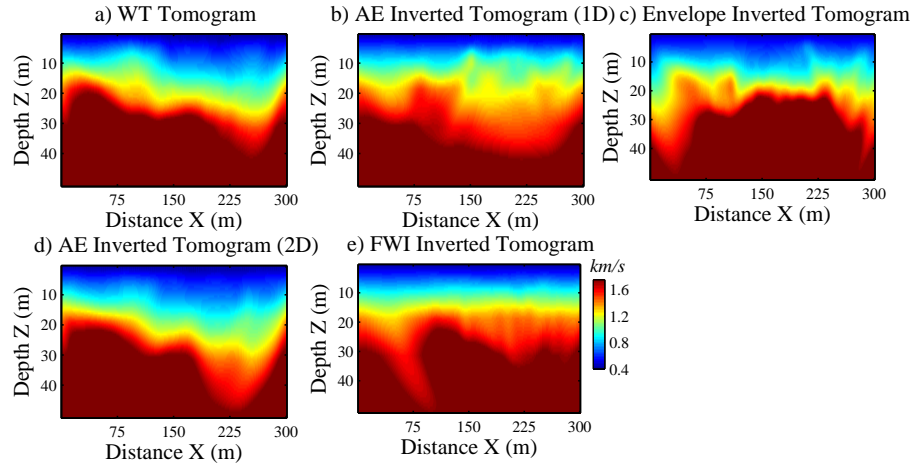 a) WT Tomogram
b) AE Inverted Tomogram (1D)
c) Envelope Inverted Tomogram
Depth Z (m)
10
20
30
40
75 150 225 300
Distance X (m)
Depth Z (m)
10
20
30
40
75 150 225 300
Distance X (m)
Depth Z (m)
10
20
30
40
75 150 225 300
Distance X (m)
d) AE Inverted Tomogram (2D)
e) FWI Inverted Tomogram
Depth Z (m)
10
20
30
40
75 150 225 300
Distance X (m)
Depth Z (m)
10
20
30
40
75 150 225 300
Distance X (m)
km/s
1.6
1.2
0.8
0.4